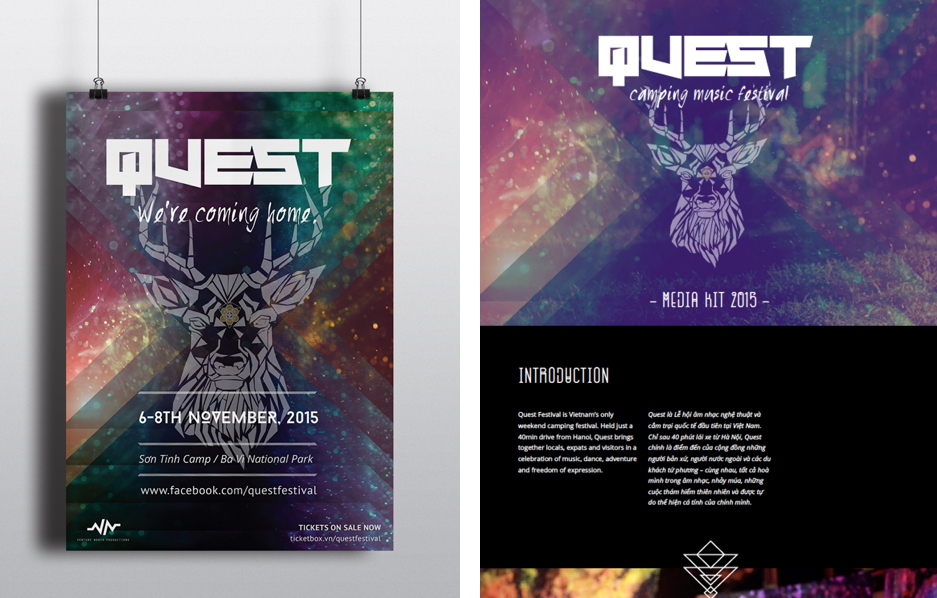 QUEST
We're coming home.
6-8TH NOVEMBER, 2015
Sơn Tinh Camp / Ba Vì National Park
www.facebook.com/questfestival
TICKETS ON SALE NOW
ticketbox.vn/questfestival
QUEST
camping music festival
- MEDIA KIT 2015 -
INTRODUCTION
Quest Festival is Vietnam's only
weekend camping festival. Held just a
40min drive from Hanoi, Quest brings
together locals, expats and visitors in a
celebration of music, dance, adventure
and freedom of expression.
Quest là Lễ hội âm nhạc nghệ thuật và
cắm trại quốc tế đầu tiên tại Việt Nam.
Chỉ sau 40 phút lái xe từ Hà Nội, Quest
chính là điểm đến của cộng đồng những
người bản xứ, người nước ngoài và các du
khách tứ phương – cùng nhau, tất cả hoà
mình trong âm nhạc, nhảy múa, những
cuộc thám hiểm thiên nhiên và được tự
do thể hiện cá tính của chính mình.